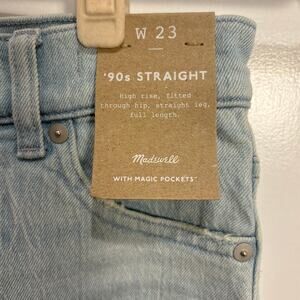 W 23
'90s STRAIGHT
High rise, fitted
through hip, straight leg,
full length.
Madewell
WITH MAGIC POCKETS™